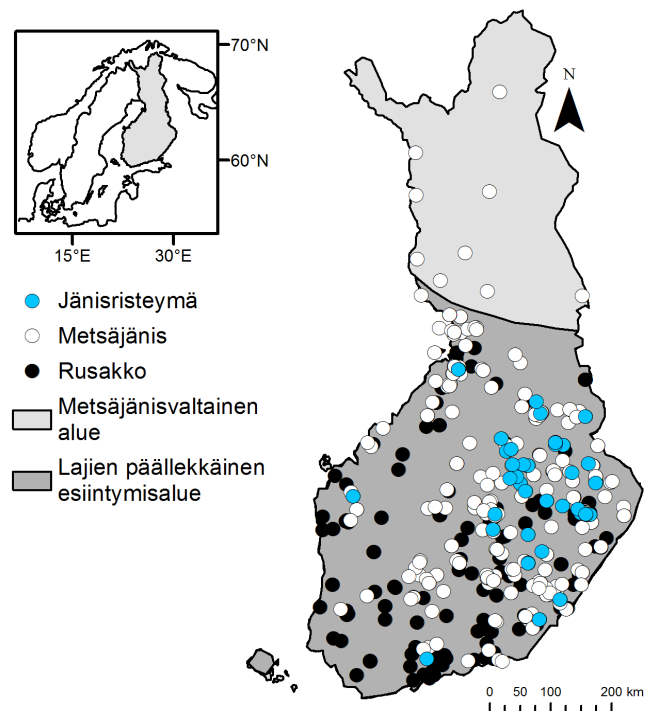 70°N
60°N
15°E 30°E
N
Jänisristeymä
Metsäjänis
Rusakko
Metsäjänisvaltainen
alue
Lajien päällekkäinen
esiintymisalue
0 50 100 200 km